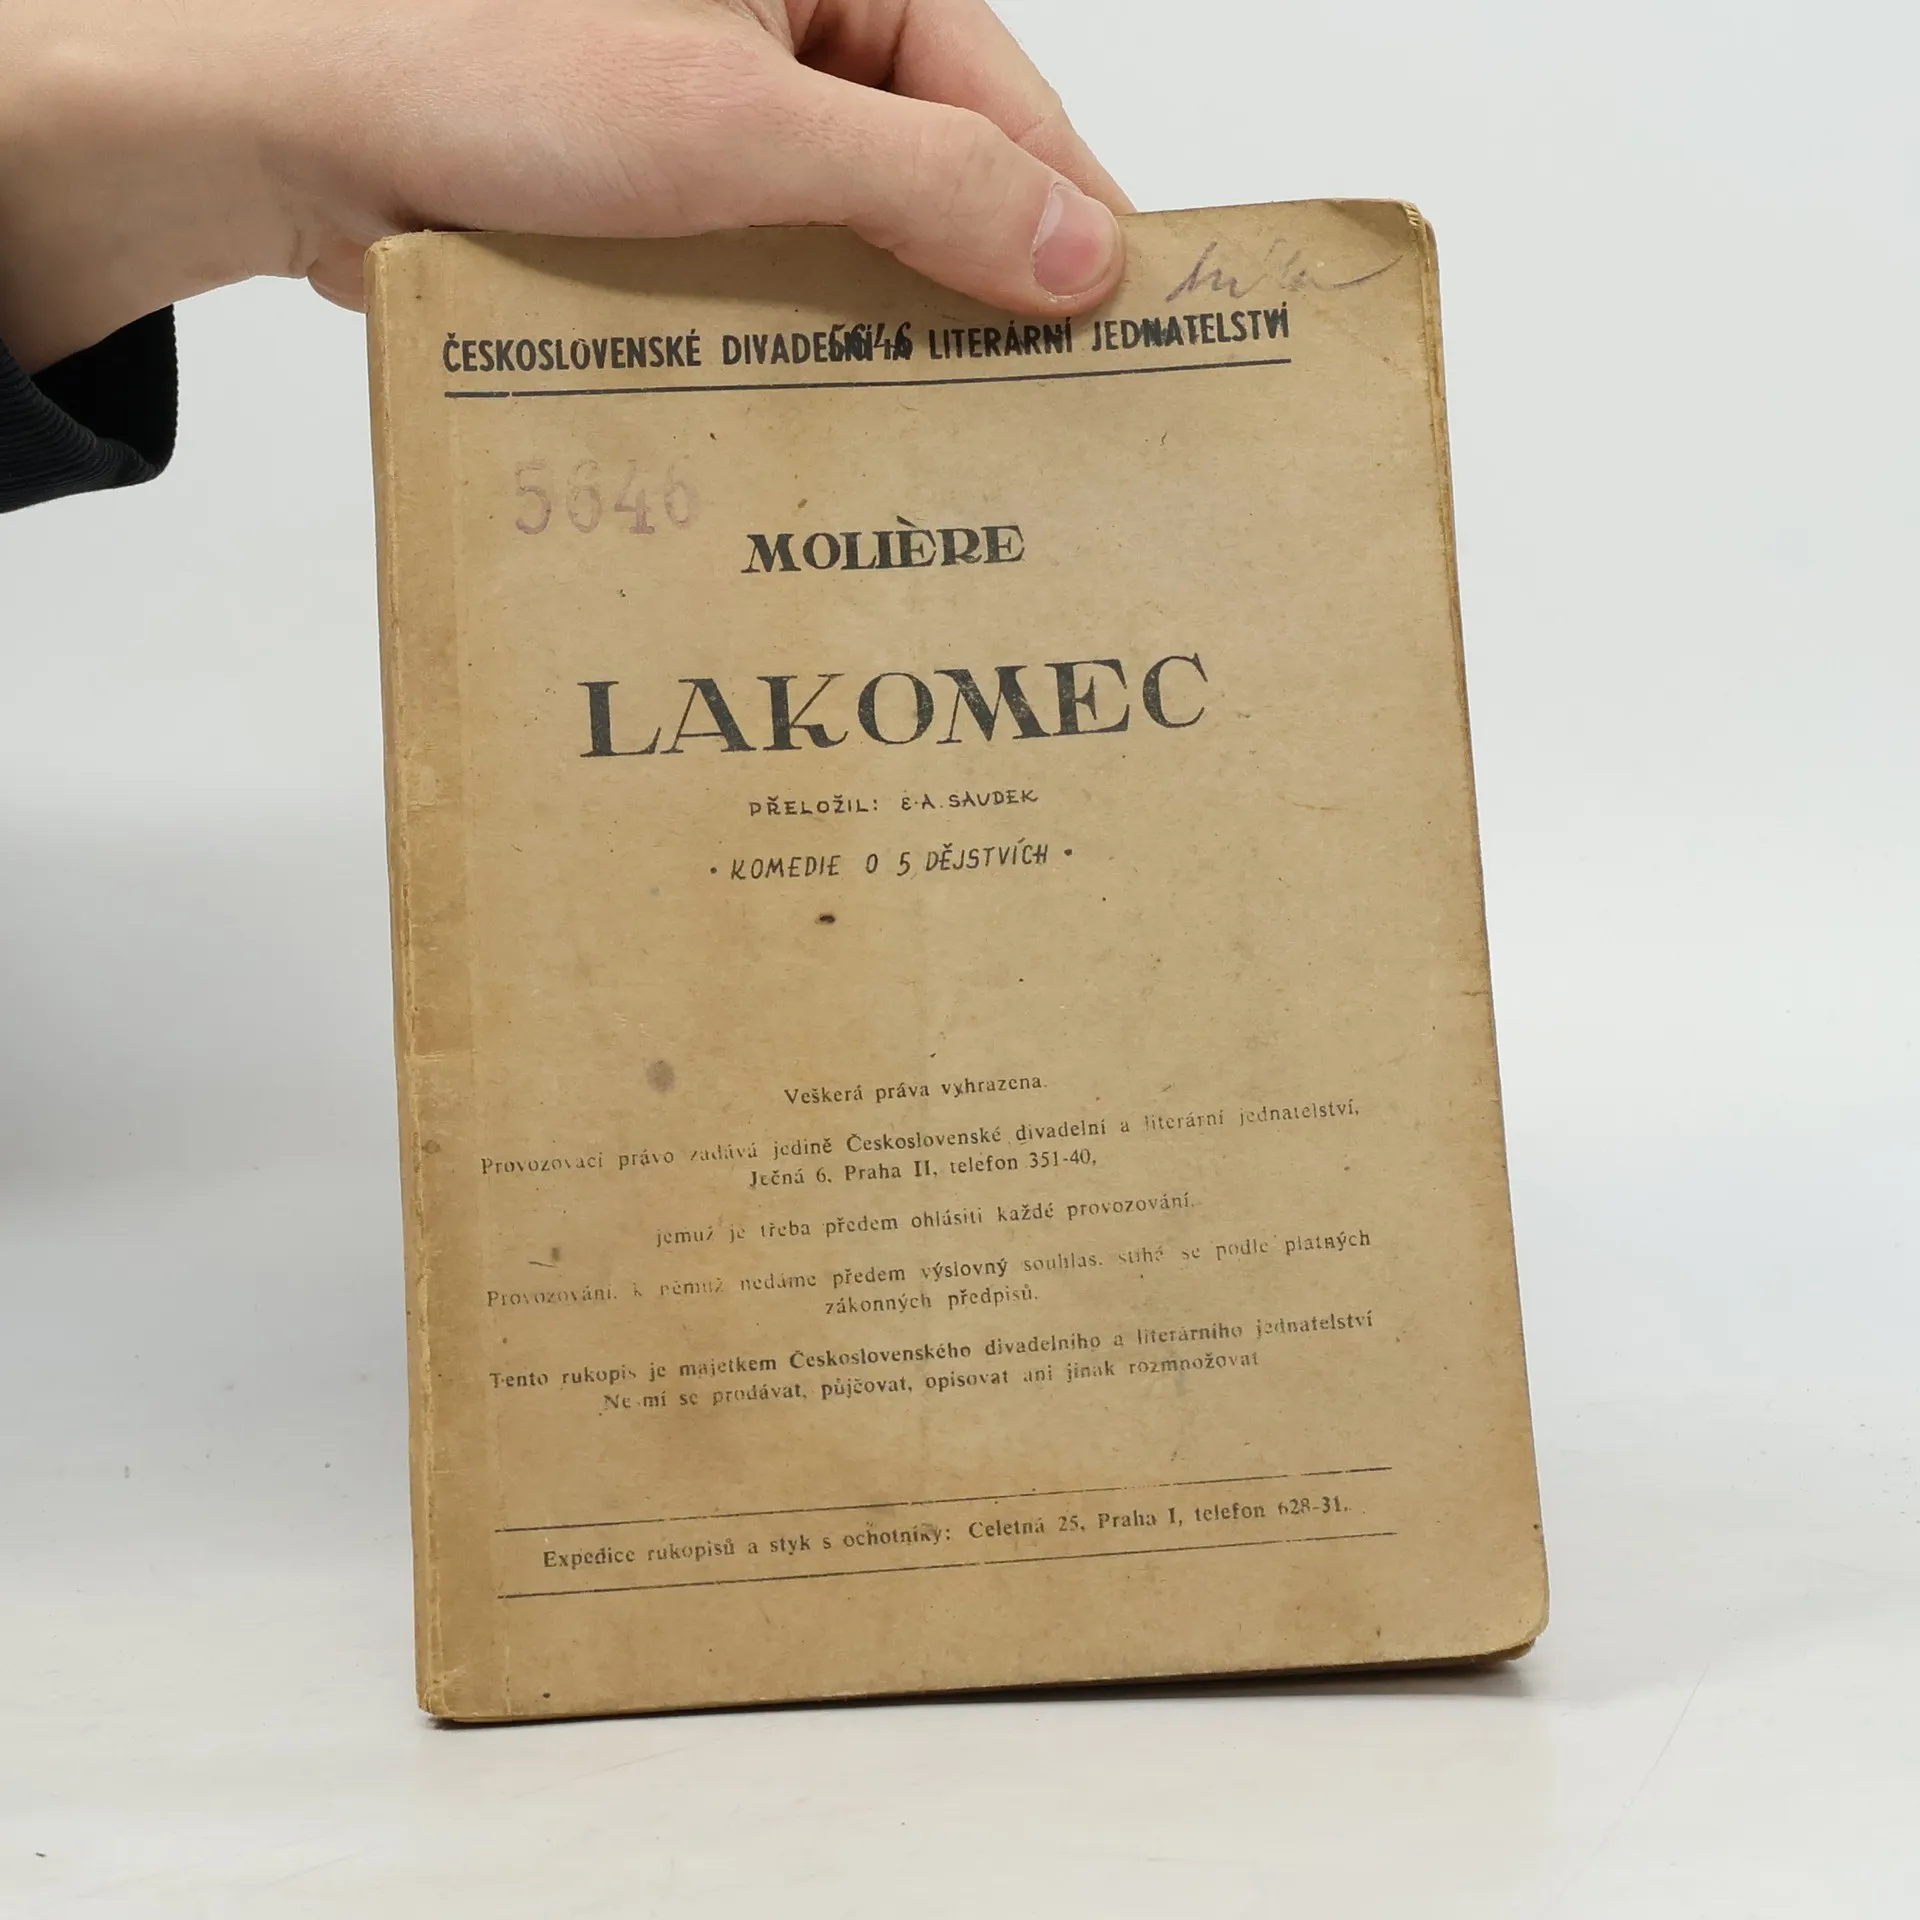 ČESKOSLOVENSKÉ DIVADELNÍ A LITERÁRNÍ JEDNATELSTVÍ
5646
5646
MOLIÈRE
LAKOMEC
PŘELOŽIL: E.A. SAUDEK
• KOMEDIE O 5 DĚJSTVÍCH •
Veškerá práva vyhrazena.
Provozovací právo zadává jedině Československé divadelní a literární jednatelství,
Ječná 6, Praha II, telefon 351-40,
jemuž je třeba předem ohlásiti každé provozování.
Provozování, k němuž nedáme předem výslovný souhlas, stihá se podle platných
zákonných předpisů.
Tento rukopis je majetkem Československého divadelního a literárního jednatelství
Nesmí se prodávat, půjčovat, opisovat ani jinak rozmnožovat
Expedice rukopisů a styk s ochotníky: Celetná 25, Praha I, telefon 628-31.